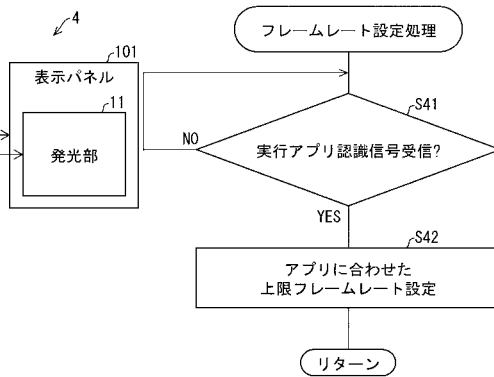 4
101
表示パネル
11
発光部
フレームレート設定処理
S41
実行アプリ認識信号受信?
NO
YES
S42
アプリに合わせた
上限フレームレート設定
リターン